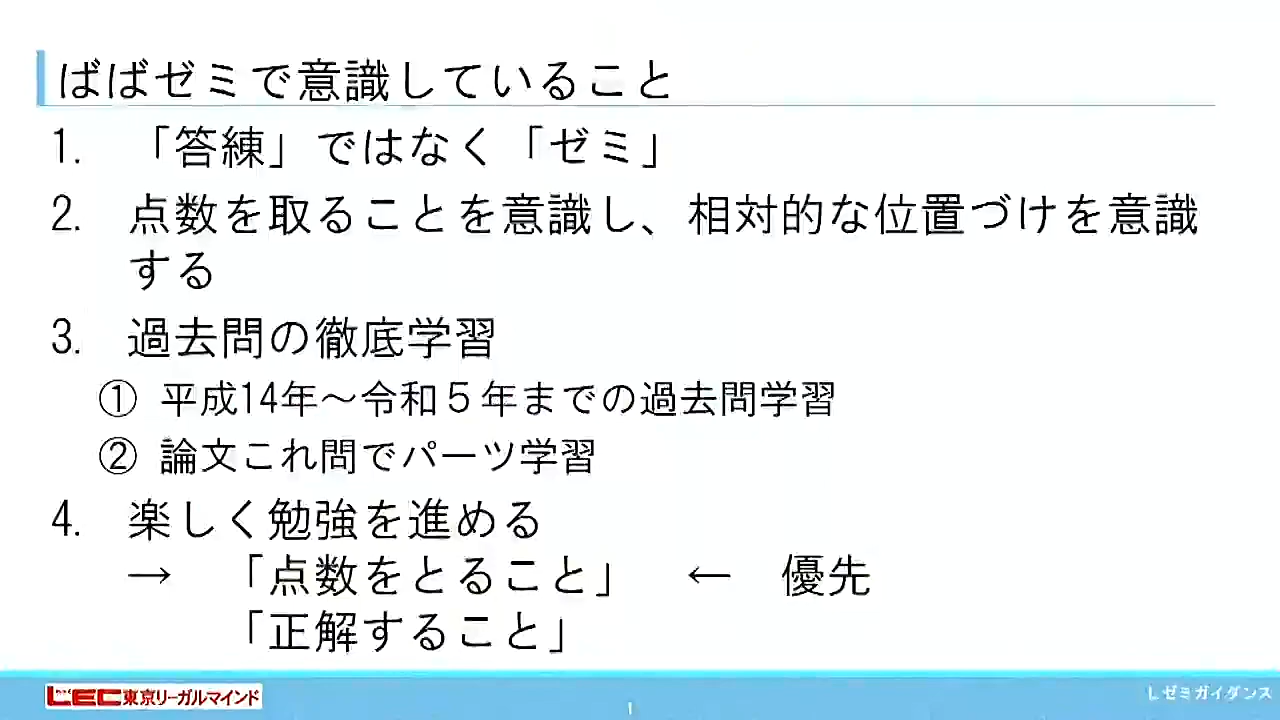 ばばゼミで意識していること
1. 「答練」ではなく「ゼミ」
2. 点数を取ることを意識し、相対的な位置づけを意識
する
3. 過去問の徹底学習
① 平成14年～令和５年までの過去問学習
② 論文これ問でパーツ学習
4. 楽しく勉強を進める
→ 「点数をとること」 ← 優先
「正解すること」
LEC東京リーガルマインド
1
Lゼミガイダンス